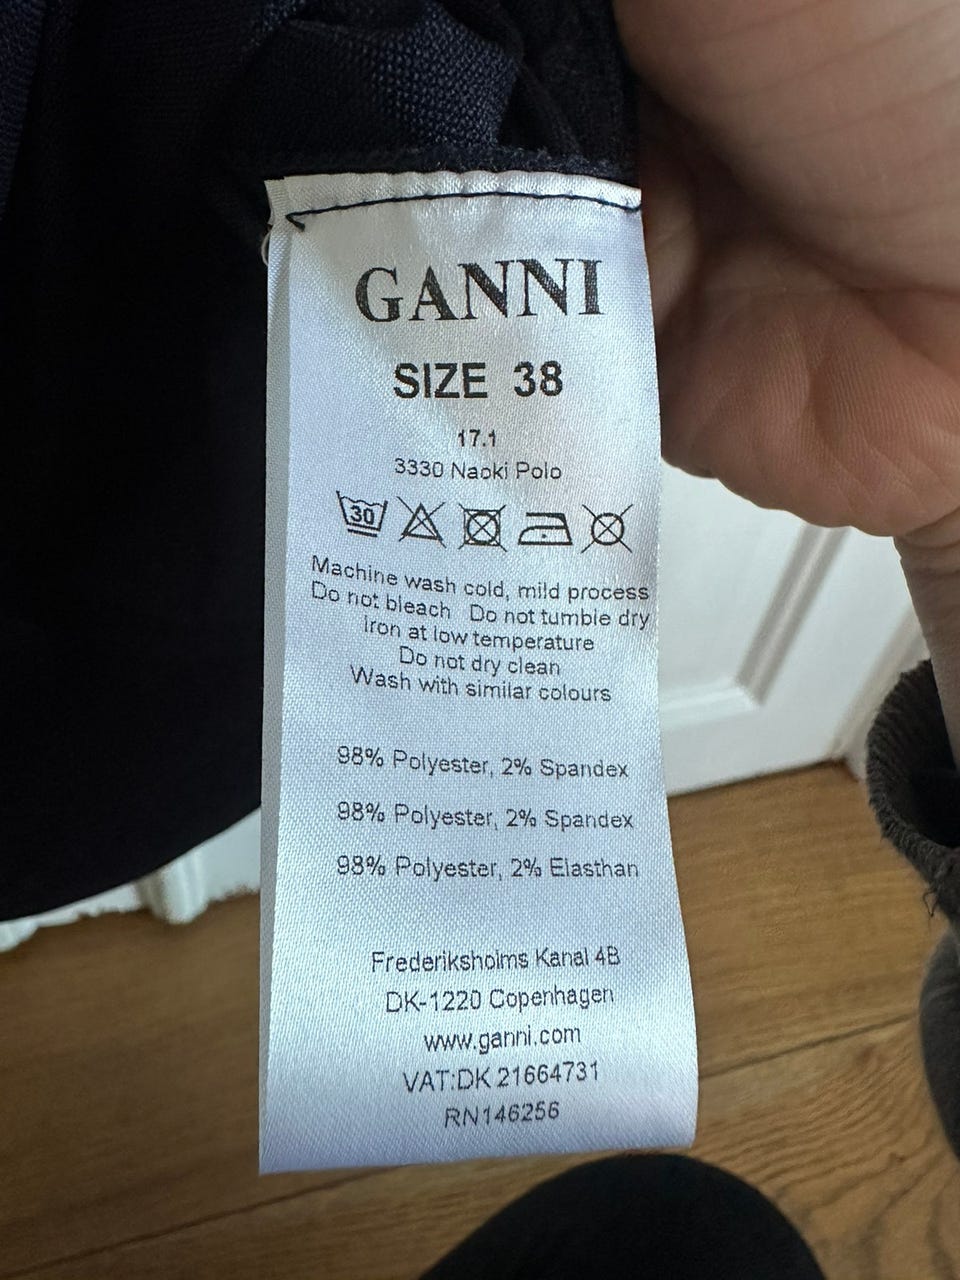 GANNI
SIZE 38
17.1
3330 Naoki Polo
30
Machine wash cold, mild process
Do not bleach Do not tumble dry
Iron at low temperature
Do not dry clean
Wash with similar colours
98% Polyester, 2% Spandex
98% Polyester, 2% Spandex
98% Polyester, 2% Elasthan
Frederiksholms Kanal 4B
DK-1220 Copenhagen
www.ganni.com
VAT:DK 21664731
RN146256